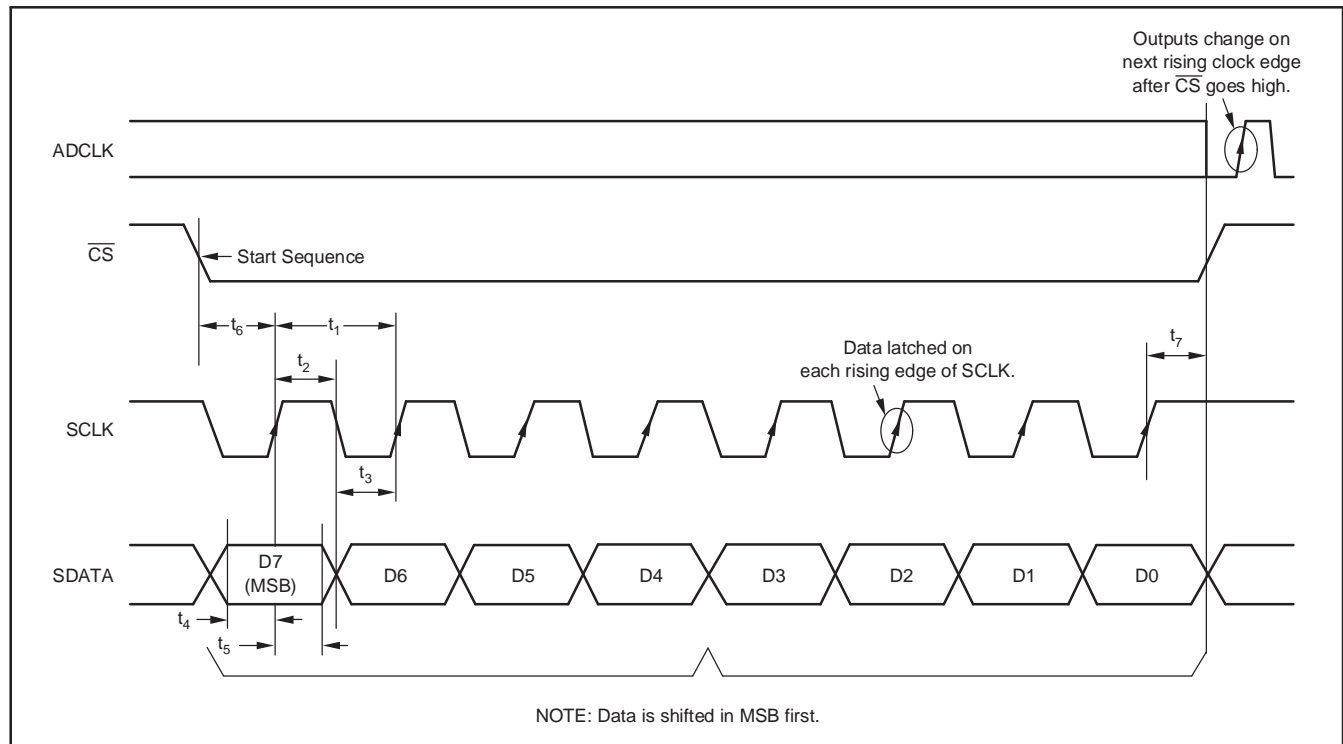 Outputs change on
next rising clock edge
after C̅S̅ goes high.
ADCLK
C̅S̅
Start Sequence
t6
t1
t2
Data latched on
each rising edge of SCLK.
t7
SCLK
t3
SDATA
D7
(MSB)
D6
D5
D4
D3
D2
D1
D0
t4
t5
NOTE: Data is shifted in MSB first.